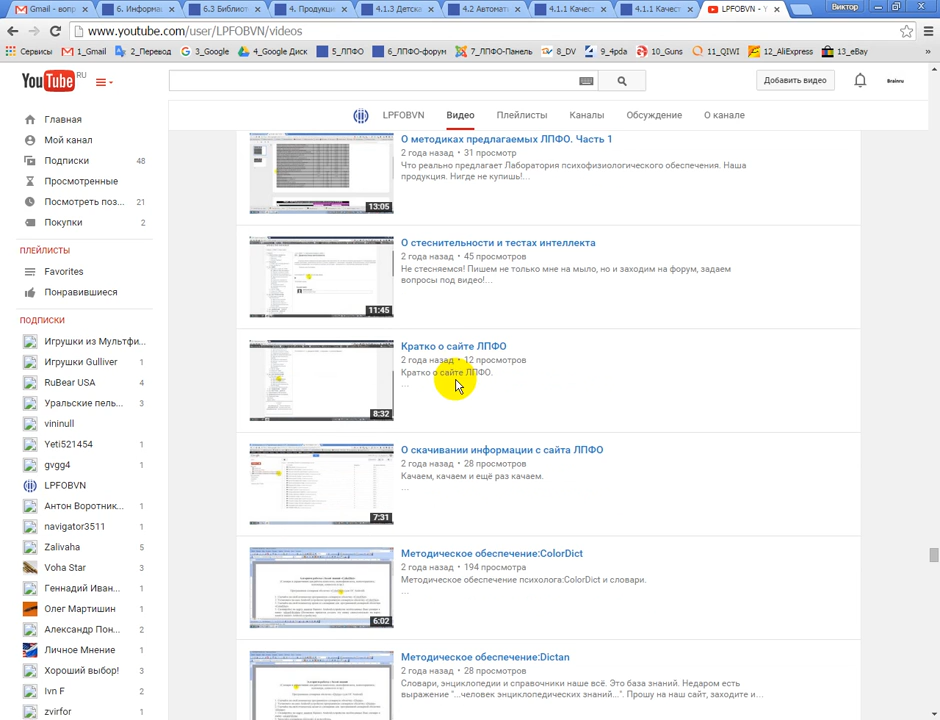 Gmail - вопр
6. Информа
6.3 Библиот
4. Продукци
4.1.3 Детска
4.2 Автомат
4.1.1 Качест
4.1.1 Качест
LPFOBVN - Y
Виктор
www.youtube.com/user/LPFOBVN/videos
Сервисы
1_Gmail
2_Перевод
3_Google
4_Google Диск
5_ЛПФО
6_ЛПФО-форум
7_ЛПФО-Панель
8_DV
9_4pda
10_Guns
11_QIWI
12_AliExpress
13_eBay
YouTube RU
Добавить видео
Brainru
LPFOBVN
Видео
Плейлисты
Каналы
Обсуждение
О канале
Главная
Мой канал
Подписки 48
Просмотренные
Посмотреть поз... 21
Покупки 2
ПЛЕЙЛИСТЫ
Favorites
Понравившиеся
ПОДПИСКИ
Игрушки из Мультфи...
Игрушки Gulliver 1
RuBear USA 4
Уральские пель... 3
vininull
Yeti521454 1
gvgg4 1
LPFOBVN
Антон Воротник... 1
navigator3511 1
Zalivaha 5
Voha Star 3
Геннадий Иван... 1
Олег Мартишин 1
Александр Пон... 2
Личное Мнение 1
Хороший выбор! 3
Ivn F 2
zvirfor 1
О методиках предлагаемых ЛПФО. Часть 1
2 года назад • 31 просмотр
Что реально предлагает Лаборатория психофизиологического обеспечения. Наша
продукция. Нигде не купишь!...
13:05
О стеснительности и тестах интеллекта
2 года назад • 45 просмотров
Не стесняемся! Пишем не только мне на мыло, но и заходим на форум, задаем
вопросы под видео!...
11:45
Кратко о сайте ЛПФО
2 года назад • 12 просмотров
Кратко о сайте ЛПФО.
...
8:32
О скачивании информации с сайта ЛПФО
2 года назад • 28 просмотров
Качаем, качаем и ещё раз качаем.
...
7:31
Методическое обеспечение:ColorDict
2 года назад • 194 просмотра
Методическое обеспечение психолога:ColorDict и словари.
...
6:02
Методическое обеспечение:Dictan
2 года назад • 28 просмотров
Словари, энциклопедии и справочники наше всё. Это база знаний. Недаром есть
выражение "...человек энциклопедических знаний...". Прошу на наш сайт, заходите и...